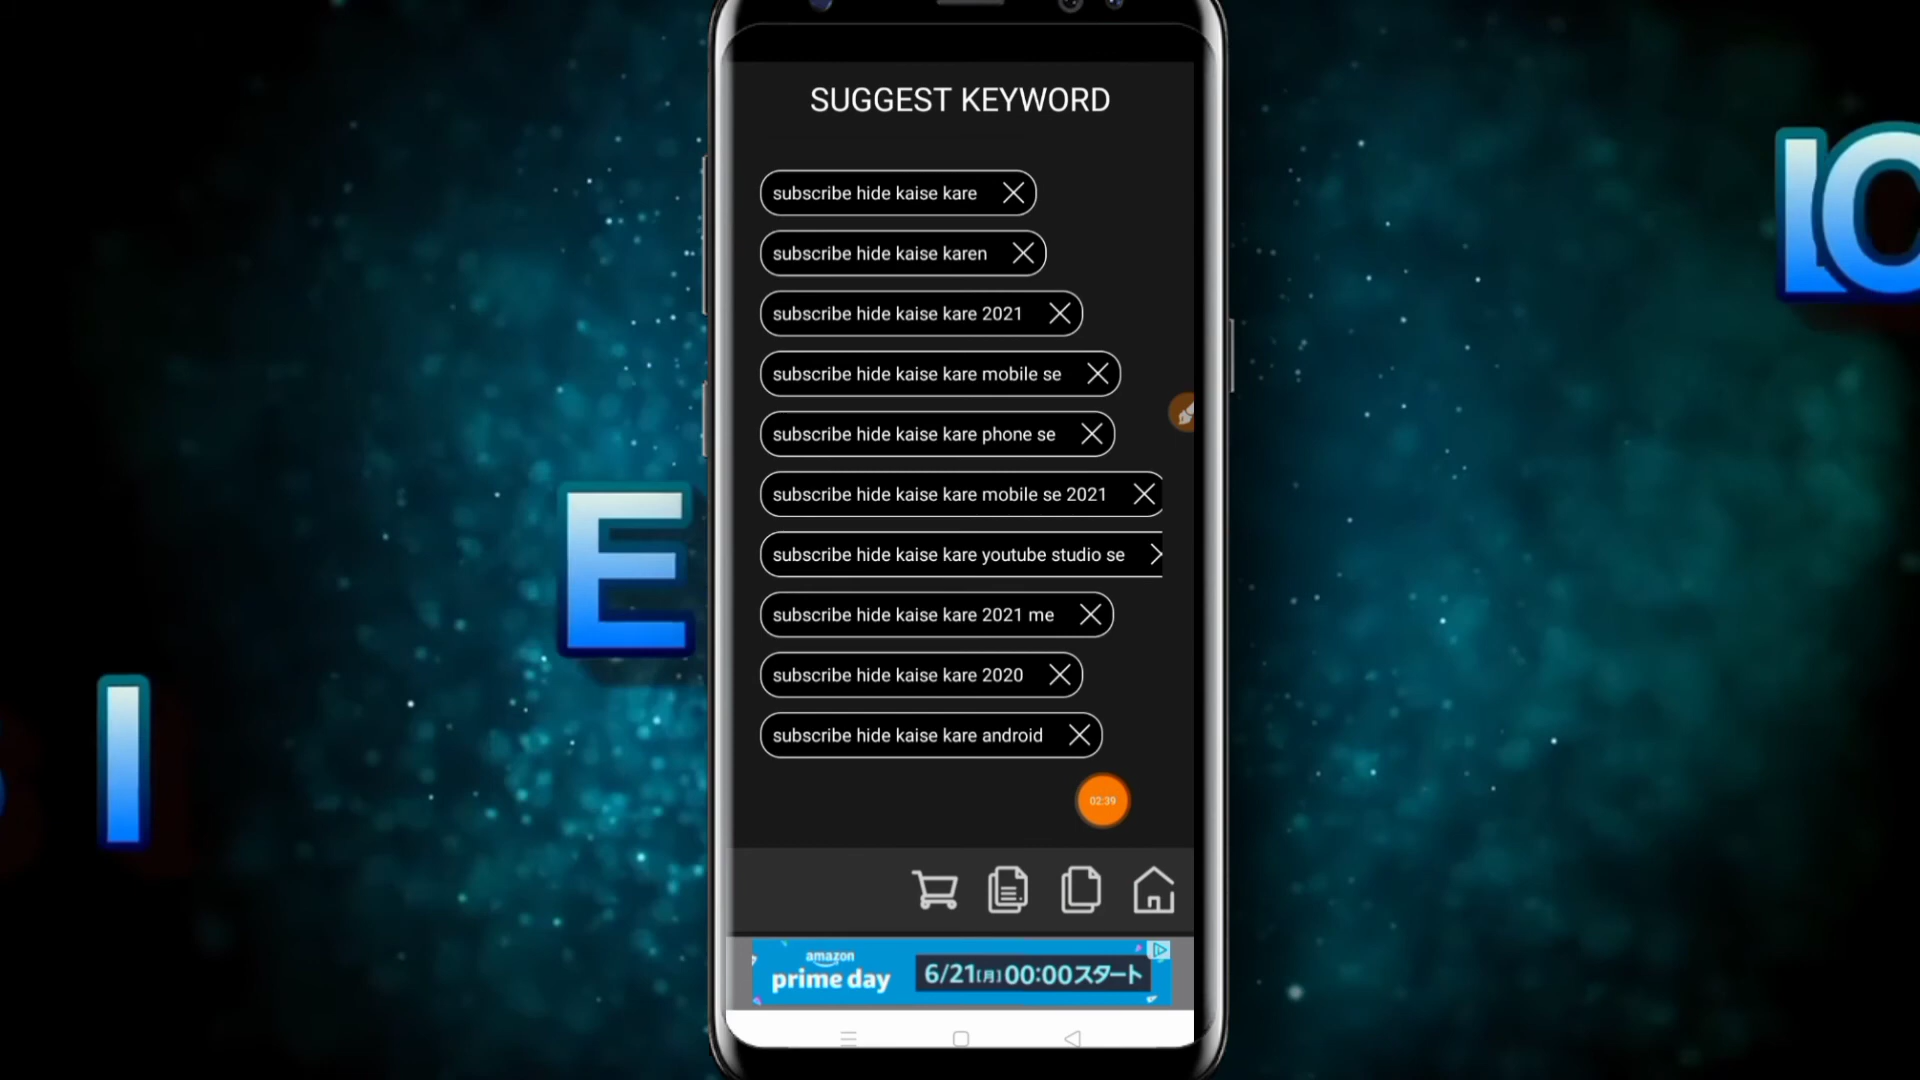 SUGGEST KEYWORD
subscribe hide kaise kare
subscribe hide kaise karen
subscribe hide kaise kare 2021
subscribe hide kaise kare mobile se
subscribe hide kaise kare phone se
subscribe hide kaise kare mobile se 2021
subscribe hide kaise kare youtube studio se
subscribe hide kaise kare 2021 me
subscribe hide kaise kare 2020
subscribe hide kaise kare android
02:39
amazon
prime day
6/21[月]00:00スタート
E
I